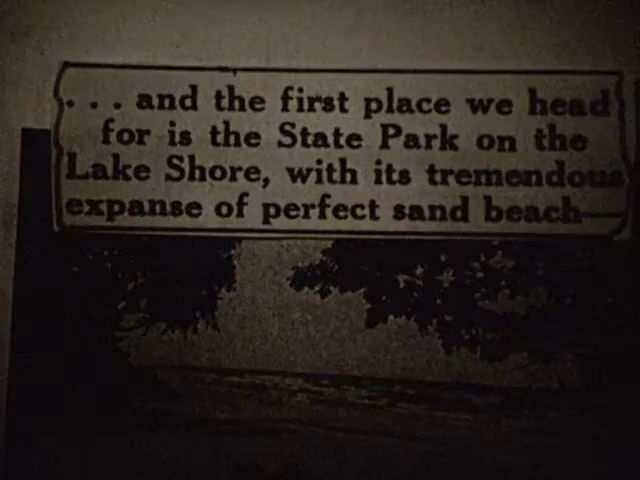 . . . and the first place we head
for is the State Park on the
Lake Shore, with its tremendous
expanse of perfect sand beach—